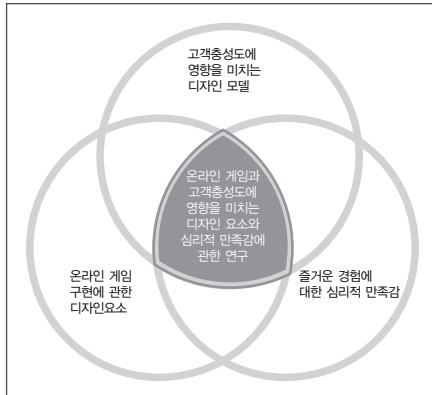 고객충성도에
영향을 미치는
디자인 모델
온라인 게임과
고객충성도에
영향을 미치는
디자인 요소와
심리적 만족감에
관한 연구
온라인 게임
구현에 관한
디자인요소
즐거운 경험에
대한 심리적 만족감